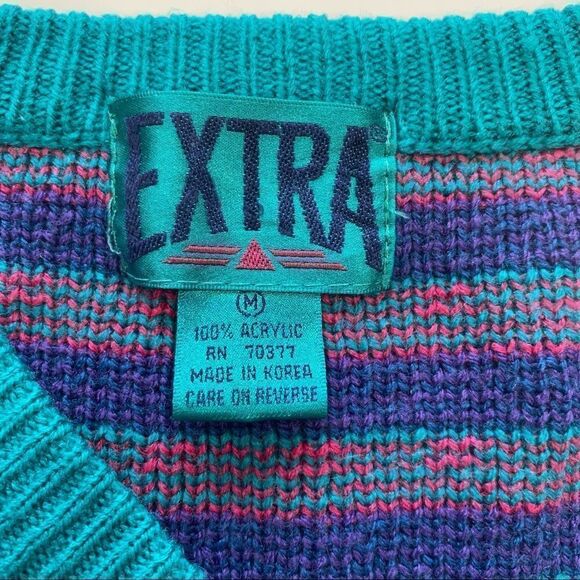 EXTRA®
M
100% ACRYLIC
RN 70377
MADE IN KOREA
CARE ON REVERSE